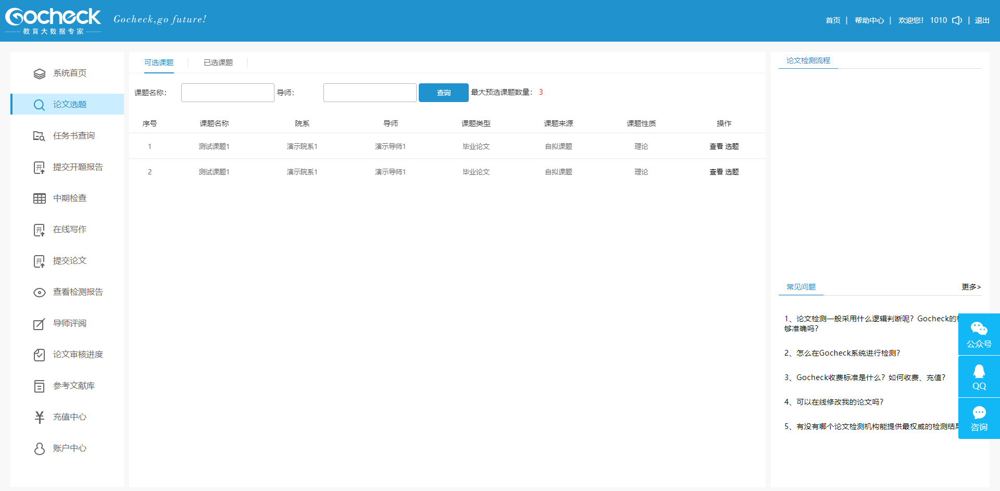 Gocheck
教育大数据专家
Gocheck,go future!
首页 | 帮助中心 | 欢迎您! 1010 | 退出
系统首页
论文选题
任务书查询
提交开题报告
中期检查
在线写作
提交论文
查看检测报告
导师评阅
论文审核进度
参考文献库
充值中心
账户中心
可选课题 已选课题
课题名称: 导师: 查询 最大预选课题数量: 3
序号 课题名称 院系 导师 课题类型 课题来源 课题性质 操作
1 测试课题1 演示院系1 演示导师1 毕业论文 自拟课题 理论 查看 选题
2 测试课题1 演示院系1 演示导师1 毕业论文 自拟课题 理论 查看 选题
论文检测流程
常见问题 更多>
1、论文检测一般采用什么逻辑判断呢？Gocheck的
够准确吗？
2、怎么在Gocheck系统进行检测？
3、Gocheck收费标准是什么？如何收费、充值？
4、可以在线修改我的论文吗？
5、有没有哪个论文检测机构能提供最权威的检测结果
公众号
QQ
咨询